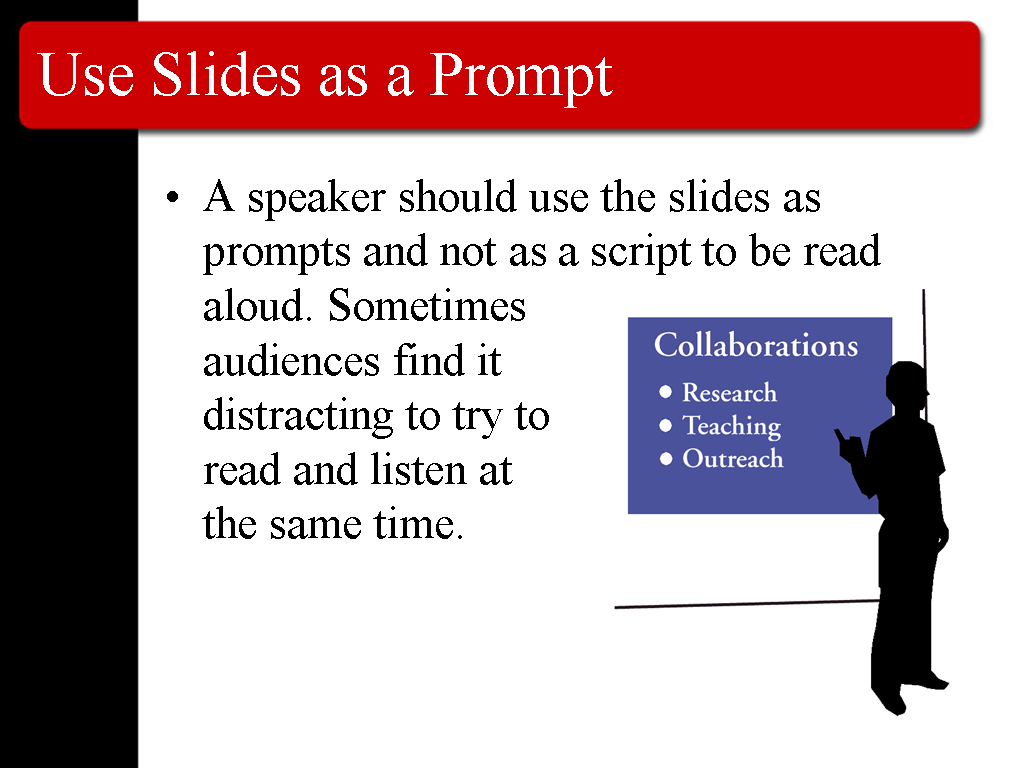 Use Slides as a Prompt
• A speaker should use the slides as
prompts and not as a script to be read
aloud. Sometimes
audiences find it
distracting to try to
read and listen at
the same time.
Collaborations
• Research
• Teaching
• Outreach